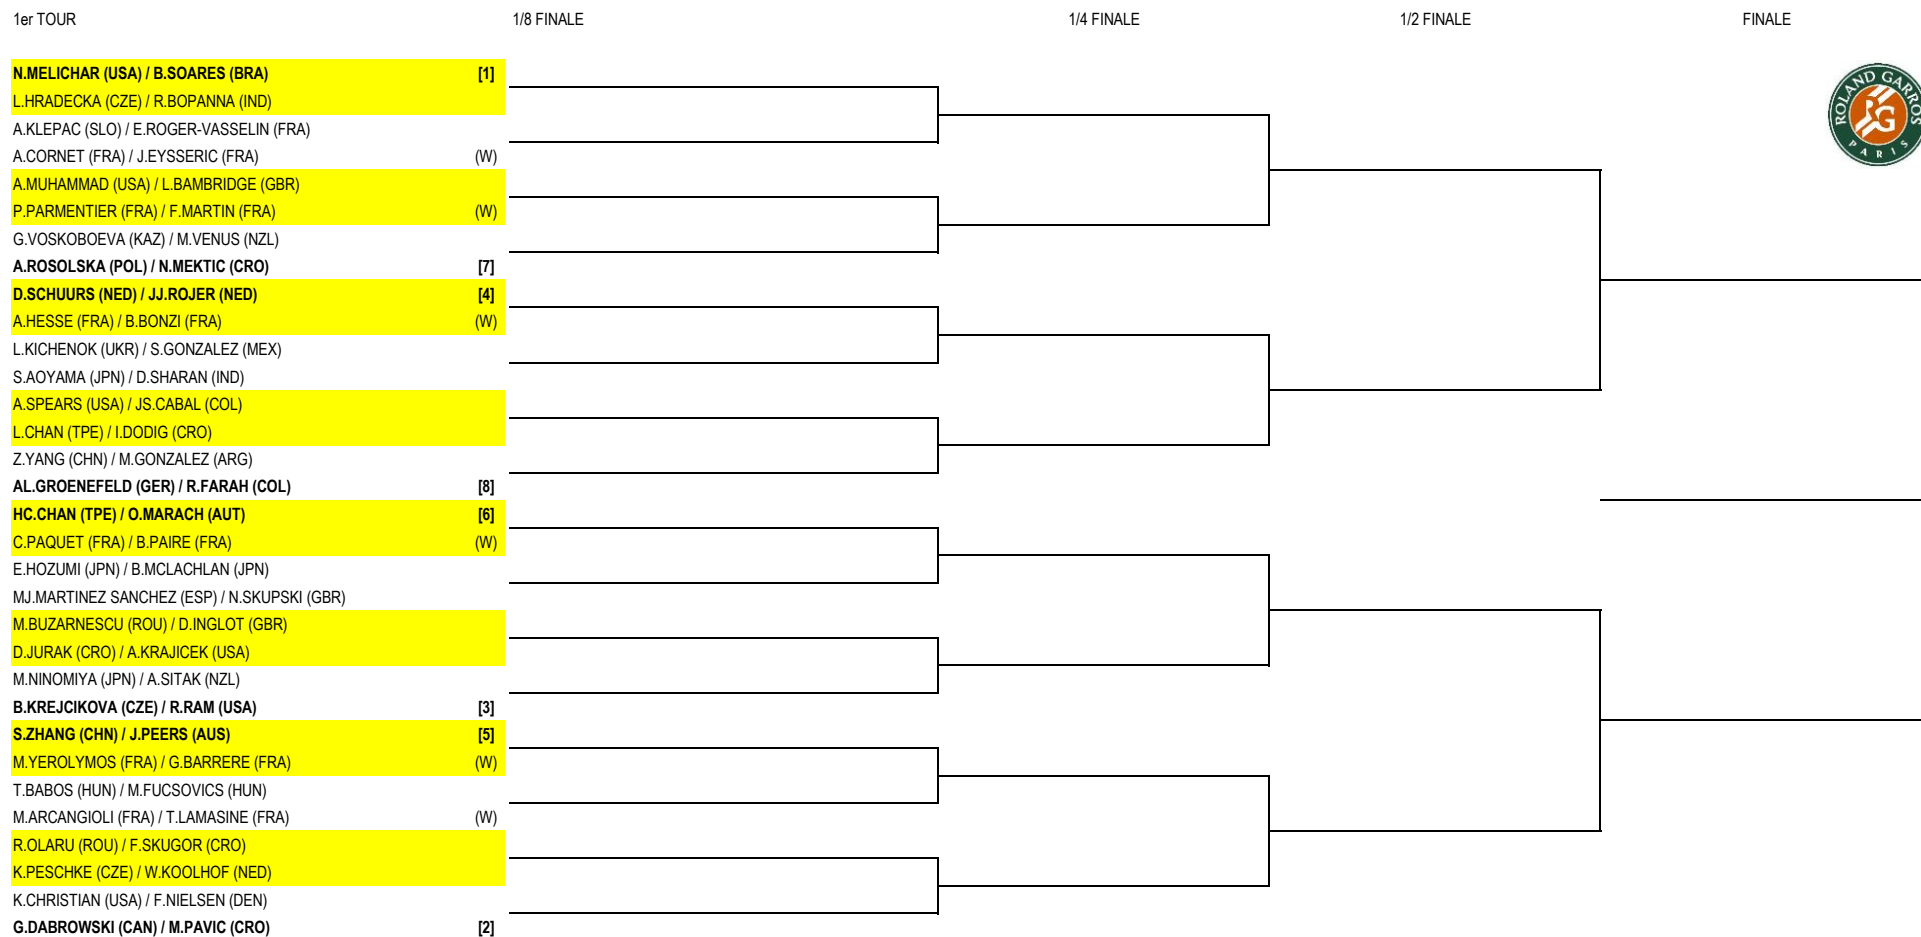 1er TOUR 1/8 FINALE 1/4 FINALE 1/2 FINALE FINALE
N.MELICHAR (USA) / B.SOARES (BRA) [1]
L.HRADECKA (CZE) / R.BOPANNA (IND)
A.KLEPAC (SLO) / E.ROGER-VASSELIN (FRA)
A.CORNET (FRA) / J.EYSSERIC (FRA) (W)
A.MUHAMMAD (USA) / L.BAMBRIDGE (GBR)
P.PARMENTIER (FRA) / F.MARTIN (FRA) (W)
G.VOSKOBOEVA (KAZ) / M.VENUS (NZL)
A.ROSOLSKA (POL) / N.MEKTIC (CRO) [7]
D.SCHUURS (NED) / JJ.ROJER (NED) [4]
A.HESSE (FRA) / B.BONZI (FRA) (W)
L.KICHENOK (UKR) / S.GONZALEZ (MEX)
S.AOYAMA (JPN) / D.SHARAN (IND)
A.SPEARS (USA) / JS.CABAL (COL)
L.CHAN (TPE) / I.DODIG (CRO)
Z.YANG (CHN) / M.GONZALEZ (ARG)
AL.GROENEFELD (GER) / R.FARAH (COL) [8]
HC.CHAN (TPE) / O.MARACH (AUT) [6]
C.PAQUET (FRA) / B.PAIRE (FRA) (W)
E.HOZUMI (JPN) / B.MCLACHLAN (JPN)
MJ.MARTINEZ SANCHEZ (ESP) / N.SKUPSKI (GBR)
M.BUZARNESCU (ROU) / D.INGLOT (GBR)
D.JURAK (CRO) / A.KRAJICEK (USA)
M.NINOMIYA (JPN) / A.SITAK (NZL)
B.KREJCIKOVA (CZE) / R.RAM (USA) [3]
S.ZHANG (CHN) / J.PEERS (AUS) [5]
M.YEROLYMOS (FRA) / G.BARRERE (FRA) (W)
T.BABOS (HUN) / M.FUCSOVICS (HUN)
M.ARCANGIOLI (FRA) / T.LAMASINE (FRA) (W)
R.OLARU (ROU) / F.SKUGOR (CRO)
K.PESCHKE (CZE) / W.KOOLHOF (NED)
K.CHRISTIAN (USA) / F.NIELSEN (DEN)
G.DABROWSKI (CAN) / M.PAVIC (CRO) [2]
ROLAND GARROS
RG
PARIS